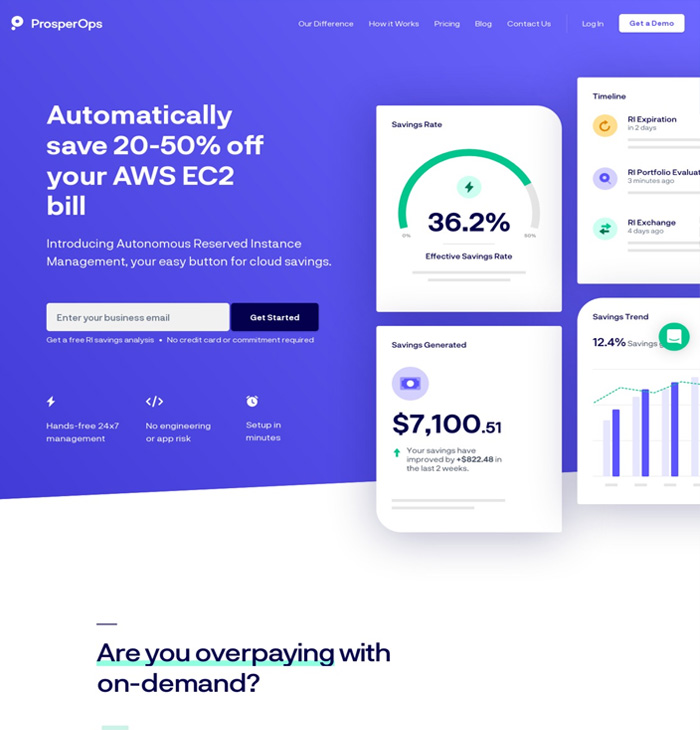 ProsperOps
Our Difference
How it Works
Pricing
Blog
Contact Us
Log In
Get a Demo
Automatically
save 20-50% off
your AWS EC2
bill
Introducing Autonomous Reserved Instance
Management, your easy button for cloud savings.
Enter your business email
Get Started
Get a free RI savings analysis • No credit card or commitment required
Hands-free 24x7
management
No engineering
or app risk
Setup in
minutes
Savings Rate
36.2%
0%
Effective Savings Rate
Timeline
RI Expiration
in 2 days
RI Portfolio Evaluat
3 minutes ago
RI Exchange
4 days ago
Savings Generated
$7,100.51
Your savings have
improved by +$822.48 in
the last 2 weeks.
Savings Trend
12.4% Savings
Are you overpaying with
on-demand?